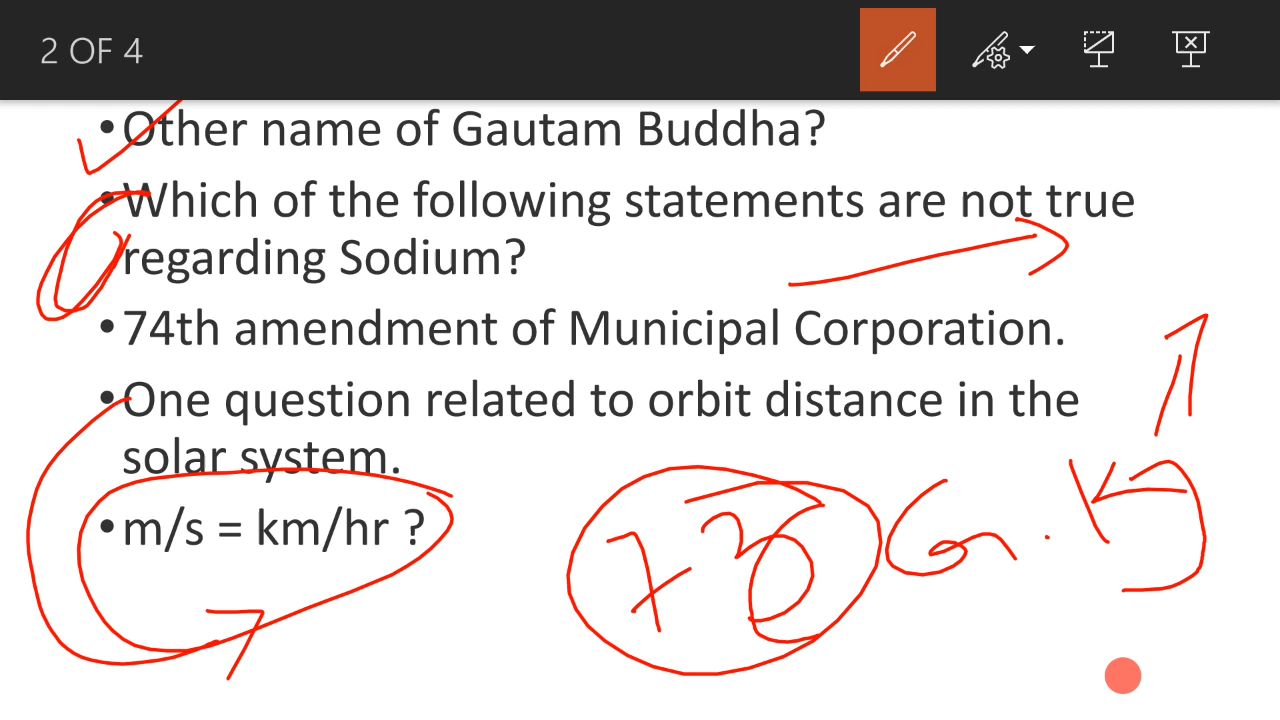 2 OF 4
•Other name of Gautam Buddha?
•Which of the following statements are not true
regarding Sodium?
•74th amendment of Municipal Corporation.
•One question related to orbit distance in the
solar system.
•m/s = km/hr ?
G.K